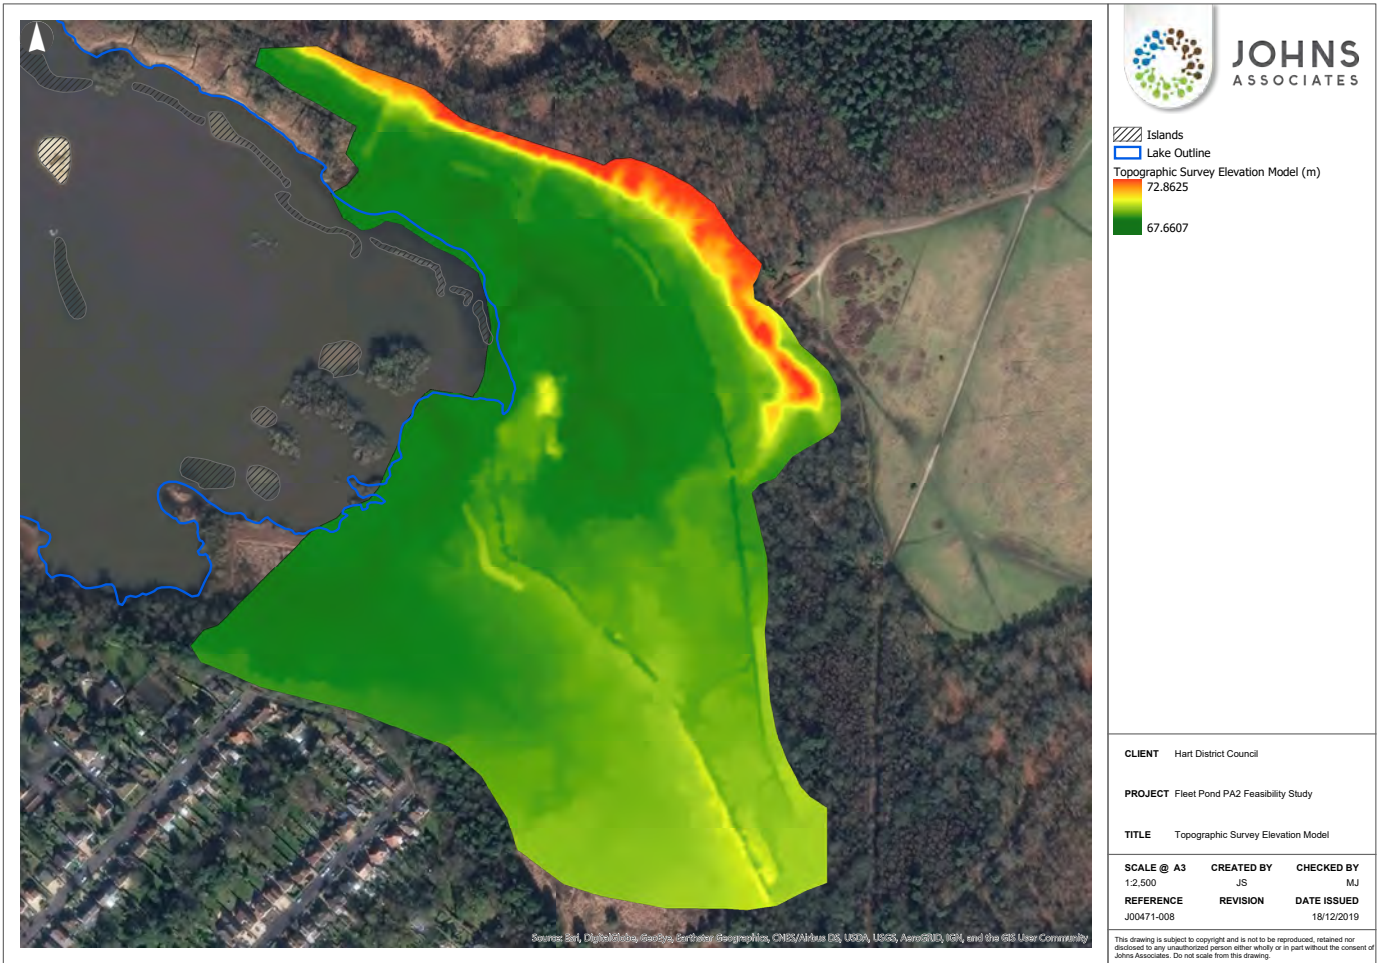 JOHNS
ASSOCIATES
Islands
Lake Outline
Topographic Survey Elevation Model (m)
72.8625
67.6607
CLIENT Hart District Council
PROJECT Fleet Pond PA2 Feasibility Study
TITLE Topographic Survey Elevation Model
SCALE @ A3 CREATED BY CHECKED BY
1:2,500 JS MJ
REFERENCE REVISION DATE ISSUED
J00471-008 18/12/2019
This drawing is subject to copyright and is not to be reproduced, retained nor
disclosed to any unauthorized person either wholly or in part without the consent of
Johns Associates. Do not scale from this drawing.
Source: Esri, DigitalGlobe, GeoEye, Earthstar Geographics, CNES/Airbus DS, USDA, USGS, AeroGRID, IGN, and the GIS User Community